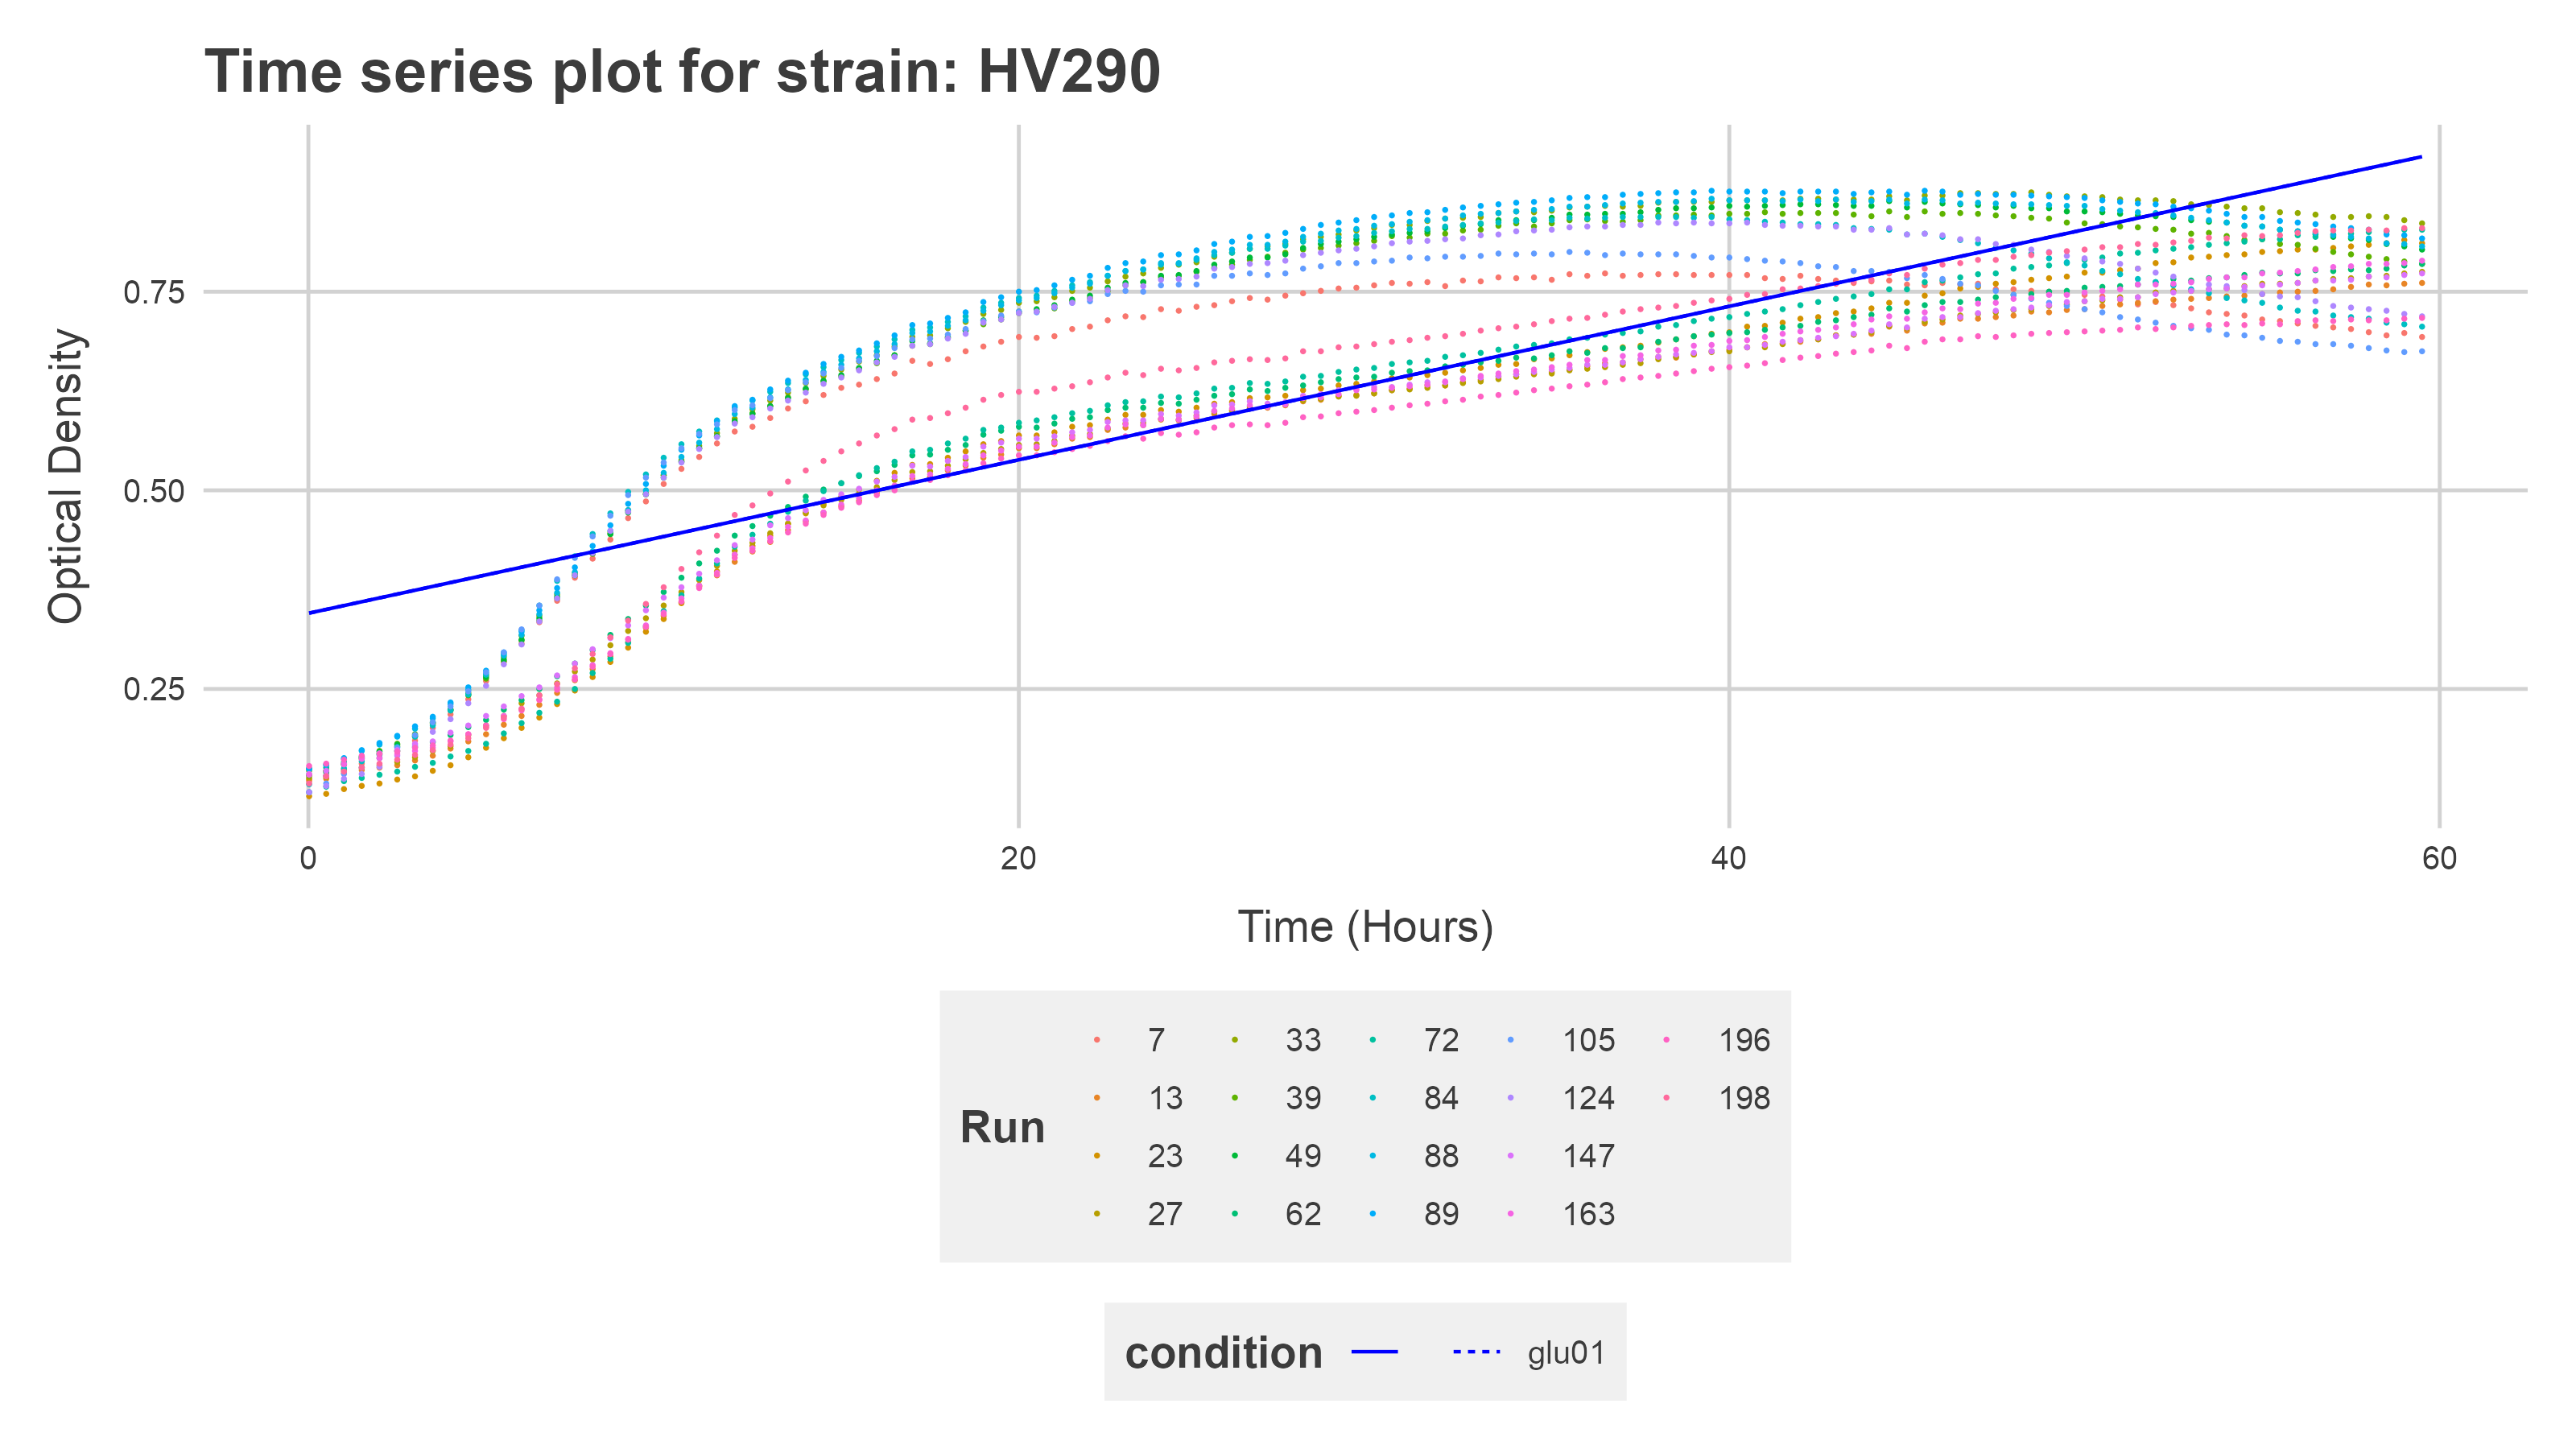 Time series plot for strain: HV290
Optical Density
0.75
0.50
0.25
0 20 40 60
Time (Hours)
Run
7 33 72 105 196
13 39 84 124 198
23 49 88 147
27 62 89 163
condition glu01